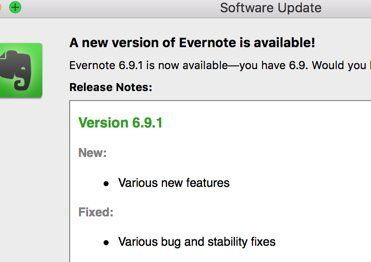 Software Update
A new version of Evernote is available!
Evernote 6.9.1 is now available—you have 6.9. Would you
Release Notes:
Version 6.9.1
New:
• Various new features
Fixed:
• Various bug and stability fixes